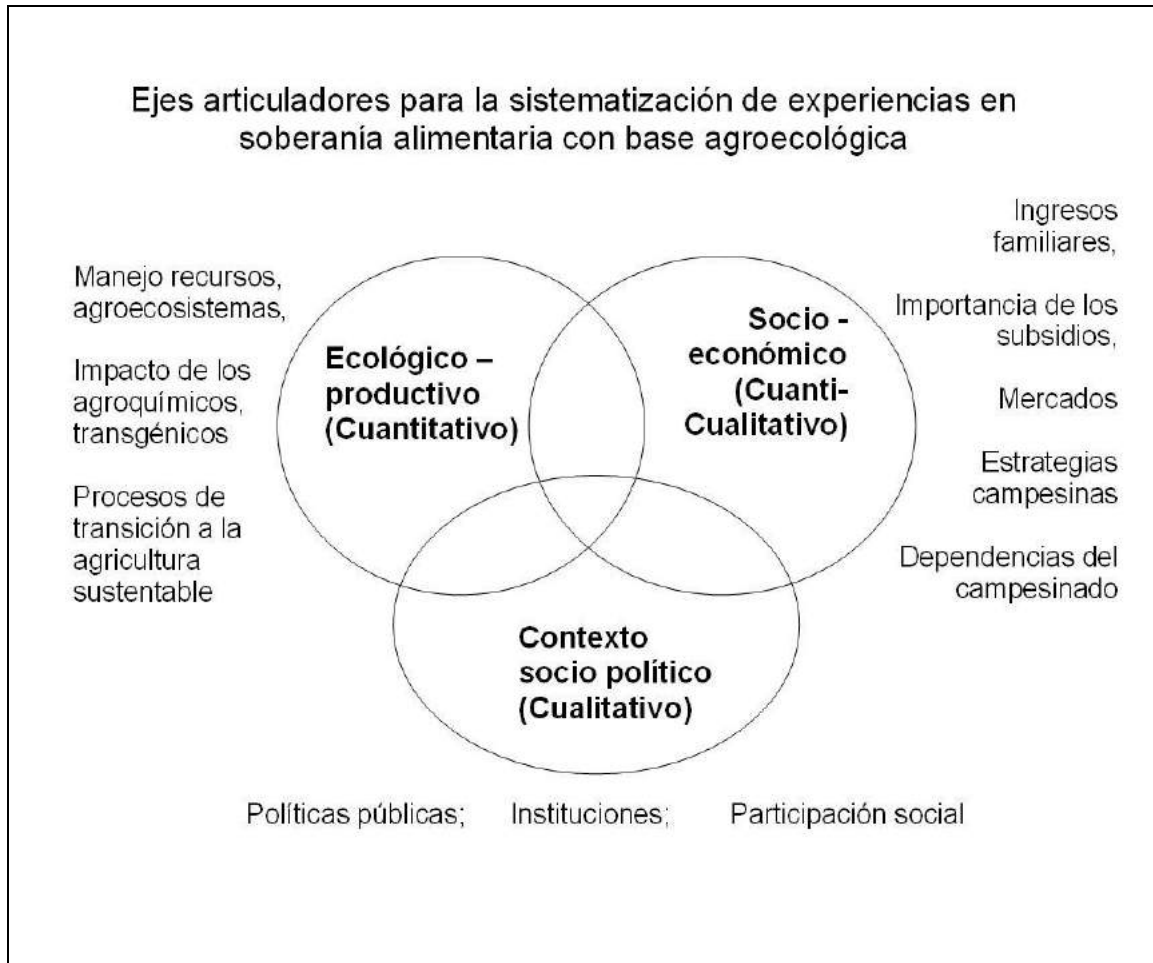 Ejes articuladores para la sistematización de experiencias en
soberanía alimentaria con base agroecológica
Manejo recursos,
agroecosistemas,
Impacto de los
agroquímicos,
transgénicos
Procesos de
transición a la
agricultura
sustentable
Ecológico –
productivo
(Cuantitativo)
Socio -
económico
(Cuanti-
Cualitativo)
Ingresos
familiares,
Importancia de los
subsidios,
Mercados
Estrategias
campesinas
Dependencias del
campesinado
Contexto
socio político
(Cualitativo)
Políticas públicas; Instituciones; Participación social